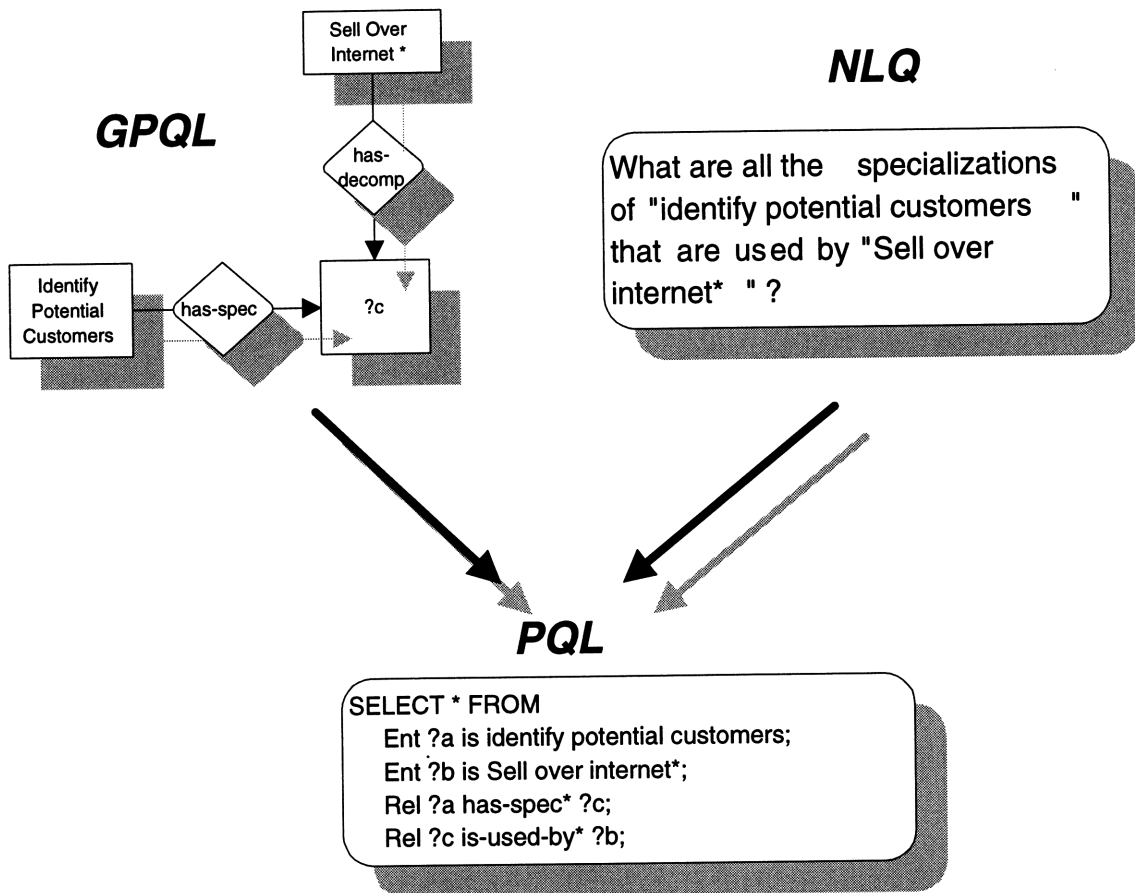 Sell Over
Internet *
GPQL
has-
decomp
Identify
Potential
Customers
has-spec
?c
NLQ
What are all the specializations
of "identify potential customers "
that are used by "Sell over
internet* " ?
PQL
SELECT * FROM
Ent ?a is identify potential customers;
Ent ?b is Sell over internet*;
Rel ?a has-spec* ?c;
Rel ?c is-used-by* ?b;